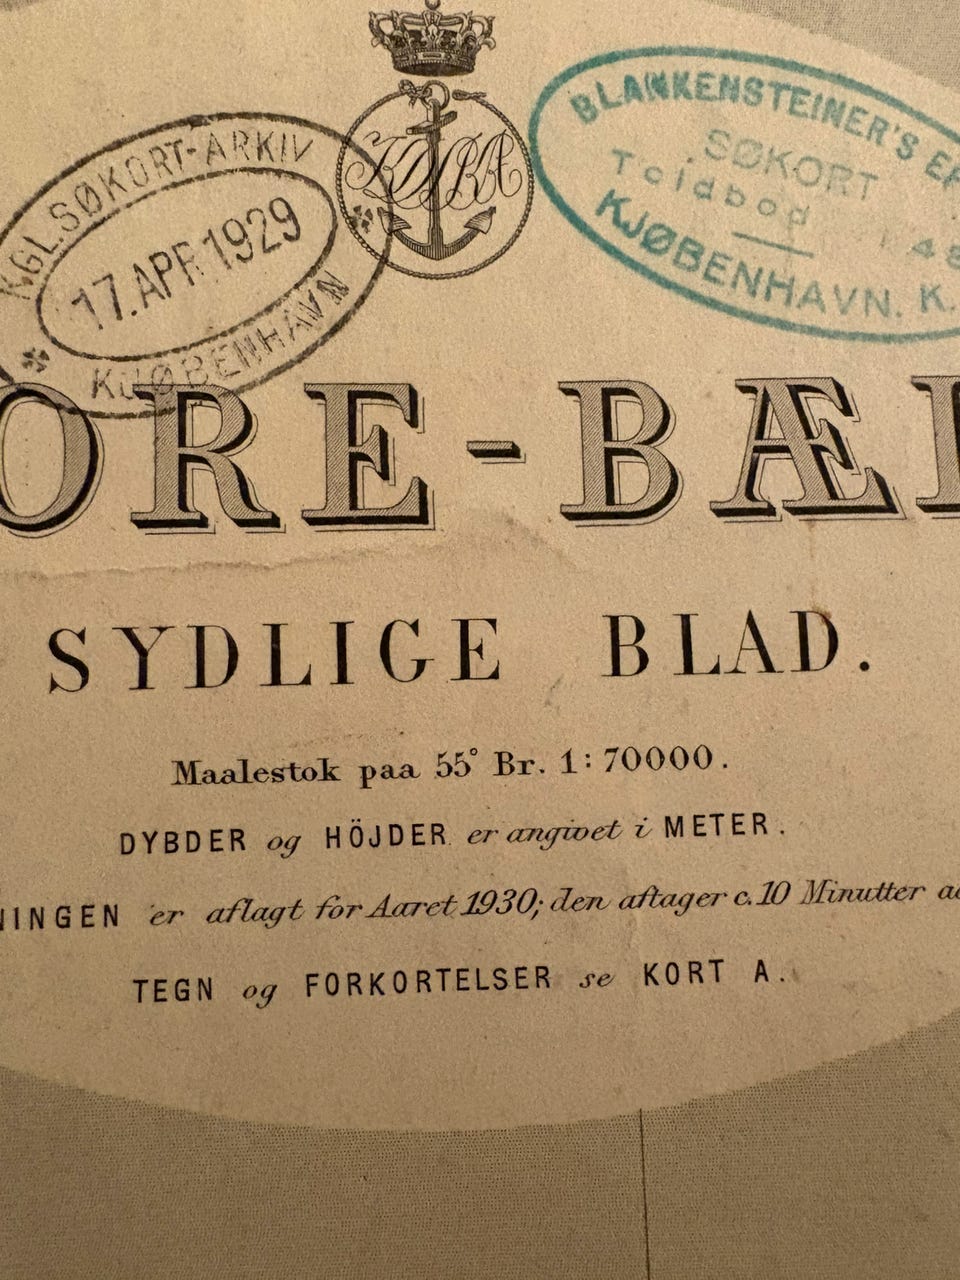 KGL. SØKORT-ARKIV
17. APR 1929
KJØBENHAVN
BLANKENSTEINER'S
SØKORT
Toldbod 48
KJØBENHAVN. K.
ORE-BÆL
SYDLIGE BLAD.
Maalestok paa 55° Br. 1:70000.
DYBDER og HÖJDER er angivet i METER.
NINGEN er aflagt for Aaret 1930; den aftager c. 10 Minutter
TEGN og FORKORTELSER se KORT A.